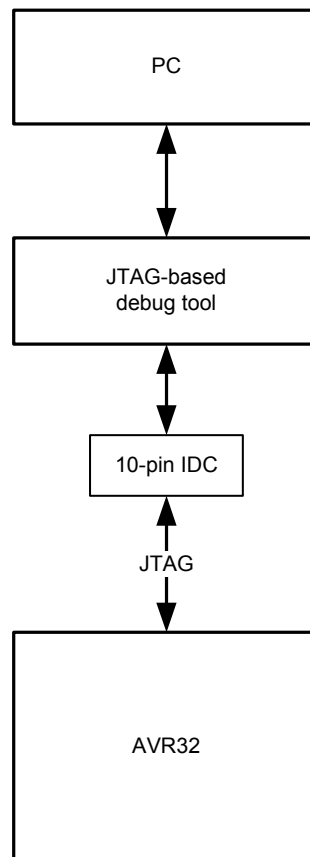 PC
JTAG-based
debug tool
10-pin IDC
JTAG
AVR32